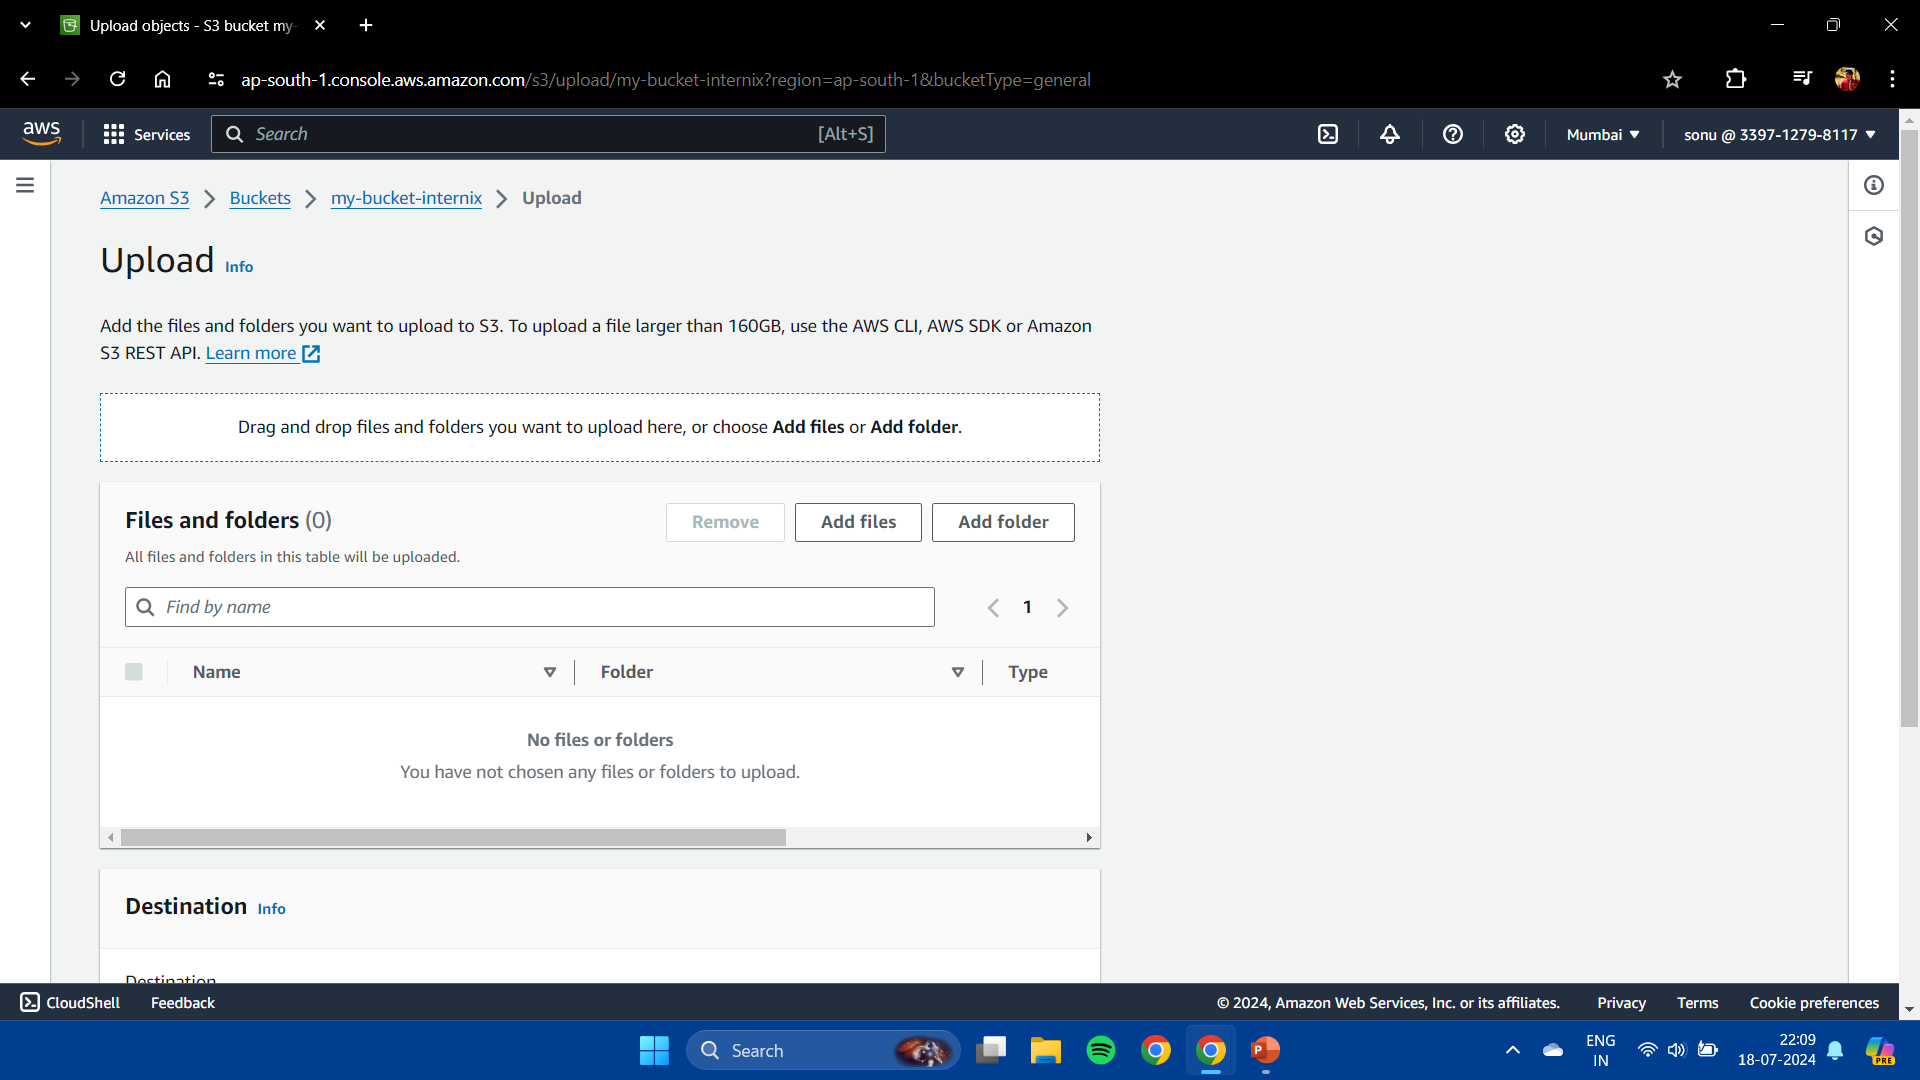 Upload objects - S3 bucket my-
ap-south-1.console.aws.amazon.com/s3/upload/my-bucket-internix?region=ap-south-1&bucketType=general
aws
Services
Search
[Alt+S]
Mumbai
sonu @ 3397-1279-8117
Amazon S3 > Buckets > my-bucket-internix > Upload
Upload Info
Add the files and folders you want to upload to S3. To upload a file larger than 160GB, use the AWS CLI, AWS SDK or Amazon
S3 REST API. Learn more
Drag and drop files and folders you want to upload here, or choose Add files or Add folder.
Files and folders (0)
Remove
Add files
Add folder
All files and folders in this table will be uploaded.
Find by name
1
Name
Folder
Type
No files or folders
You have not chosen any files or folders to upload.
Destination Info
Destination
CloudShell
Feedback
© 2024, Amazon Web Services, Inc. or its affiliates.
Privacy
Terms
Cookie preferences
Search
ENG
IN
22:09
18-07-2024
PRE